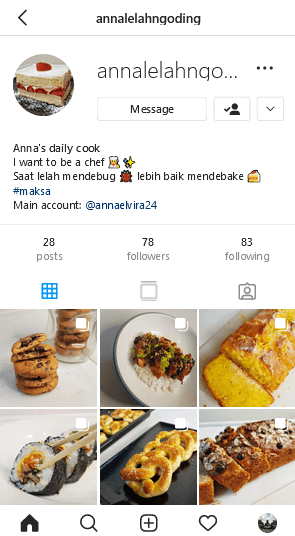 annalelahngoding
annalelahngo...
Message
Anna's daily cook
I want to be a chef 👩‍🍳✨
Saat lelah mendebug 🐞 lebih baik mendebake 🍰
#maksa
Main account: @annaelvira24
28 78 83
posts followers following